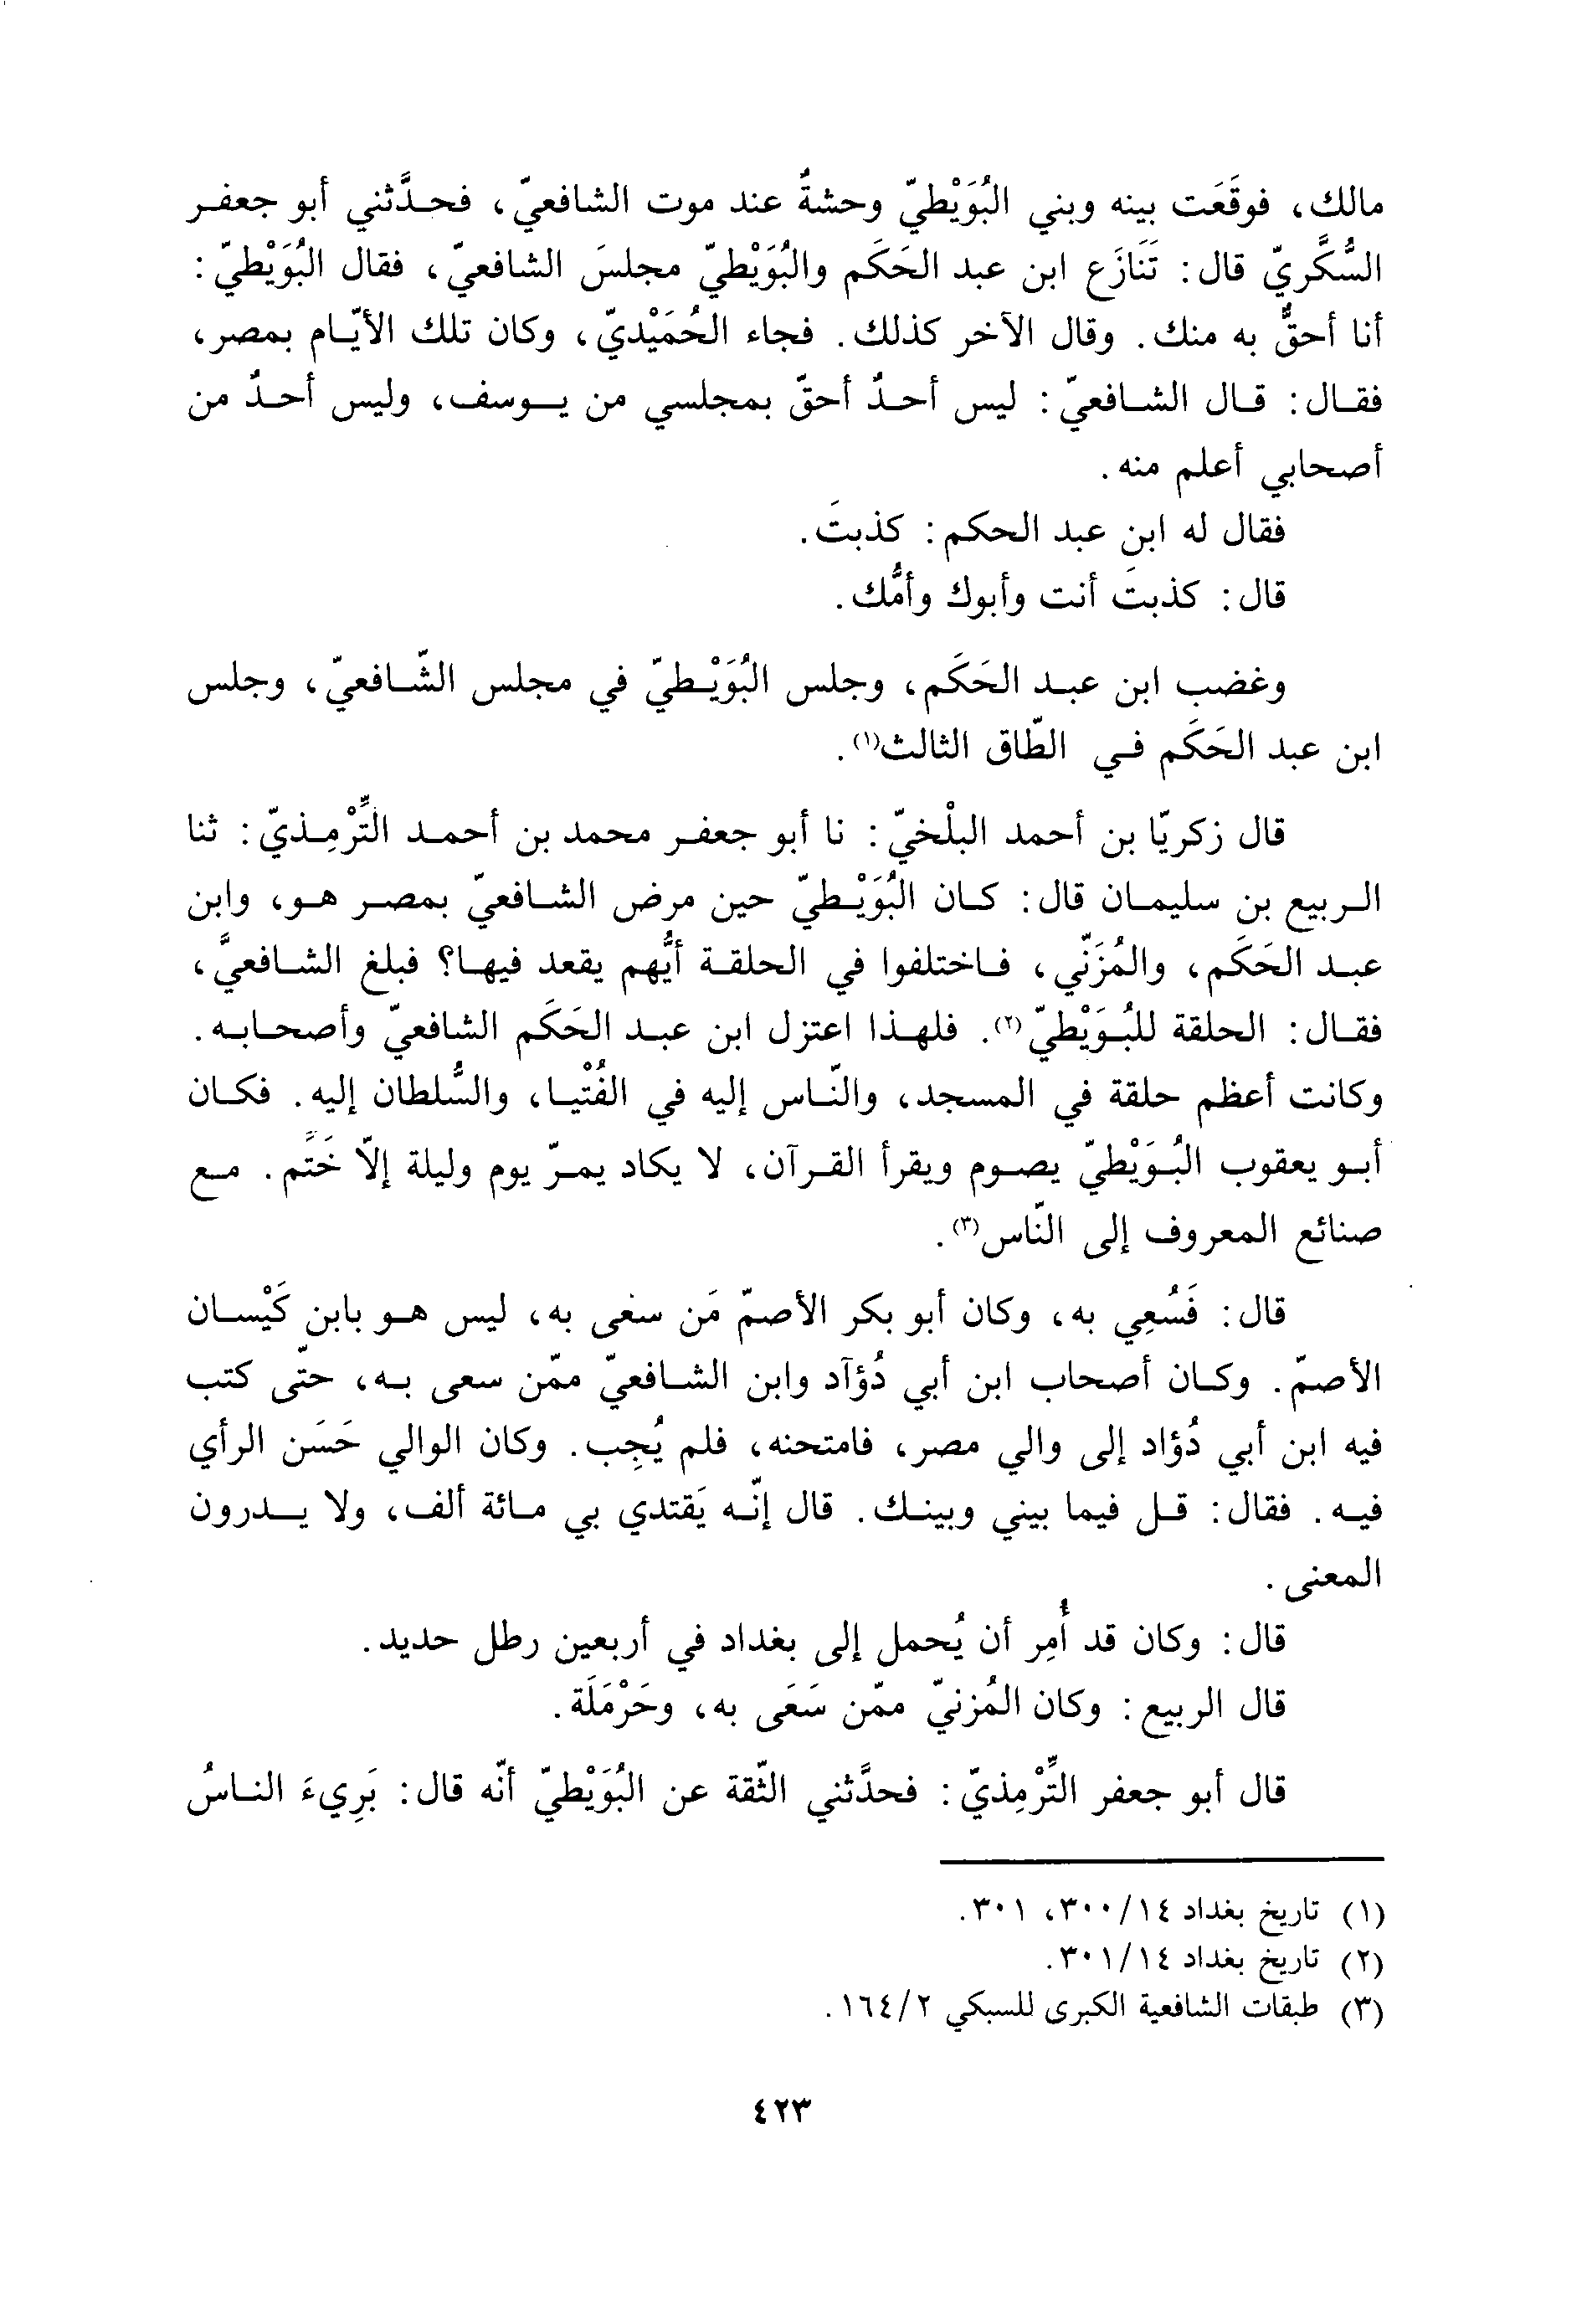 مالك، فوقَعَت بينه وبني البُوَيْطيّ وحشةٌ عند موت الشافعيّ، فحدَّثني أبو جعفر
السُّكَّريّ قال: تَنَازَع ابن عبد الحَكَم والبُوَيْطيّ مجلسَ الشافعيّ، فقال البُوَيْطيّ:
أنا أحقُّ به منك. وقال الآخر كذلك. فجاء الحُمَيْديّ، وكان تلك الأيّام بمصر،
فقال: قال الشافعيّ: ليس أحدٌ أحقّ بمجلسي من يوسف، وليس أحدٌ من
أصحابي أعلم منه.
فقال له ابن عبد الحكم: كذبتَ.
قال: كذبتَ أنت وأبوك وأمُّك.
وغضب ابن عبد الحَكَم، وجلس البُوَيْطيّ في مجلس الشّافعيّ، وجلس
ابن عبد الحَكَم في الطّاق الثالث(١).
قال زكريّا بن أحمد البلْخيّ: نا أبو جعفر محمد بن أحمد التِّرْمِذيّ: ثنا
الربيع بن سليمان قال: كان البُوَيْطيّ حين مرض الشافعيّ بمصر هو، وابن
عبد الحَكَم، والمُزَنّي، فاختلفوا في الحلقة أيُّهم يقعد فيها؟ فبلغ الشافعيَّ،
فقال: الحلقة للبُوَيْطيّ(٢). فلهذا اعتزل ابن عبد الحَكَم الشافعيّ وأصحابه.
وكانت أعظم حلقة في المسجد، والنّاس إليه في الفُتْيا، والسُّلطان إليه. فكان
أبو يعقوب البُوَيْطيّ يصوم ويقرأ القرآن، لا يكاد يمرّ يوم وليلة إلاّ خَتَم. مع
صنائع المعروف إلى النّاس(٣).
قال: فَسُعِي به، وكان أبو بكر الأصمّ مَن سعْى به، ليس هو بابن كَيْسان
الأصمّ. وكان أصحاب ابن أبي دُؤآد وابن الشافعيّ ممّن سعى به، حتّى كتب
فيه ابن أبي دُؤاد إلى والي مصر، فامتحنه، فلم يُجِب. وكان الوالي حَسَن الرأي
فيه. فقال: قل فيما بيني وبينك. قال إنّه يَقتدي بي مائة ألف، ولا يدرون
المعنى.
قال: وكان قد أُمِر أن يُحمل إلى بغداد في أربعين رطل حديد.
قال الربيع: وكان المُزنيّ ممّن سَعَى به، وحَرْمَلَة.
قال أبو جعفر التِّرْمِذيّ: فحدَّثني الثّقة عن البُوَيْطيّ أنّه قال: بَرِيءَ الناسُ
(١) تاريخ بغداد ٣٠٠/١٤، ٣٠١.
(٢) تاريخ بغداد ٣٠١/١٤.
(٣) طبقات الشافعية الكبرى للسبكي ١٦٤/٢.
٤٢٣